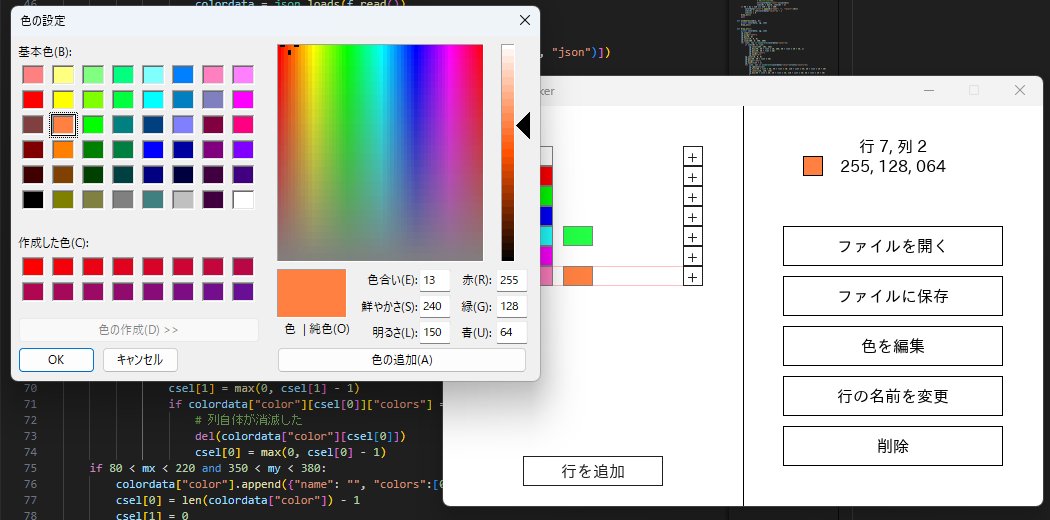 46 colordata = json.loads(f.read())
色の設定
基本色(B):
作成した色(C):
色の作成(D) >>
OK
キャンセル
色 | 純色(O)
色合い(E): 13
赤(R): 255
鮮やかさ(S): 240
緑(G): 128
明るさ(L): 150
青(U): 64
色の追加(A)
, "json")])
ker
+
+
+
+
+
+
+
行を追加
行 7, 列 2
255, 128, 064
ファイルを開く
ファイルに保存
色を編集
行の名前を変更
削除
70 csel[1] = max(0, csel[1] - 1)
71 if colordata["color"][csel[0]]["colors"] =
72 # 列自体が消滅した
73 del(colordata["color"][csel[0]])
74 csel[0] = max(0, csel[0] - 1)
75 if 80 < mx < 220 and 350 < my < 380:
76 colordata["color"].append({"name": "", "colors":[
77 csel[0] = len(colordata["color"]) - 1
78 csel[1] = 0